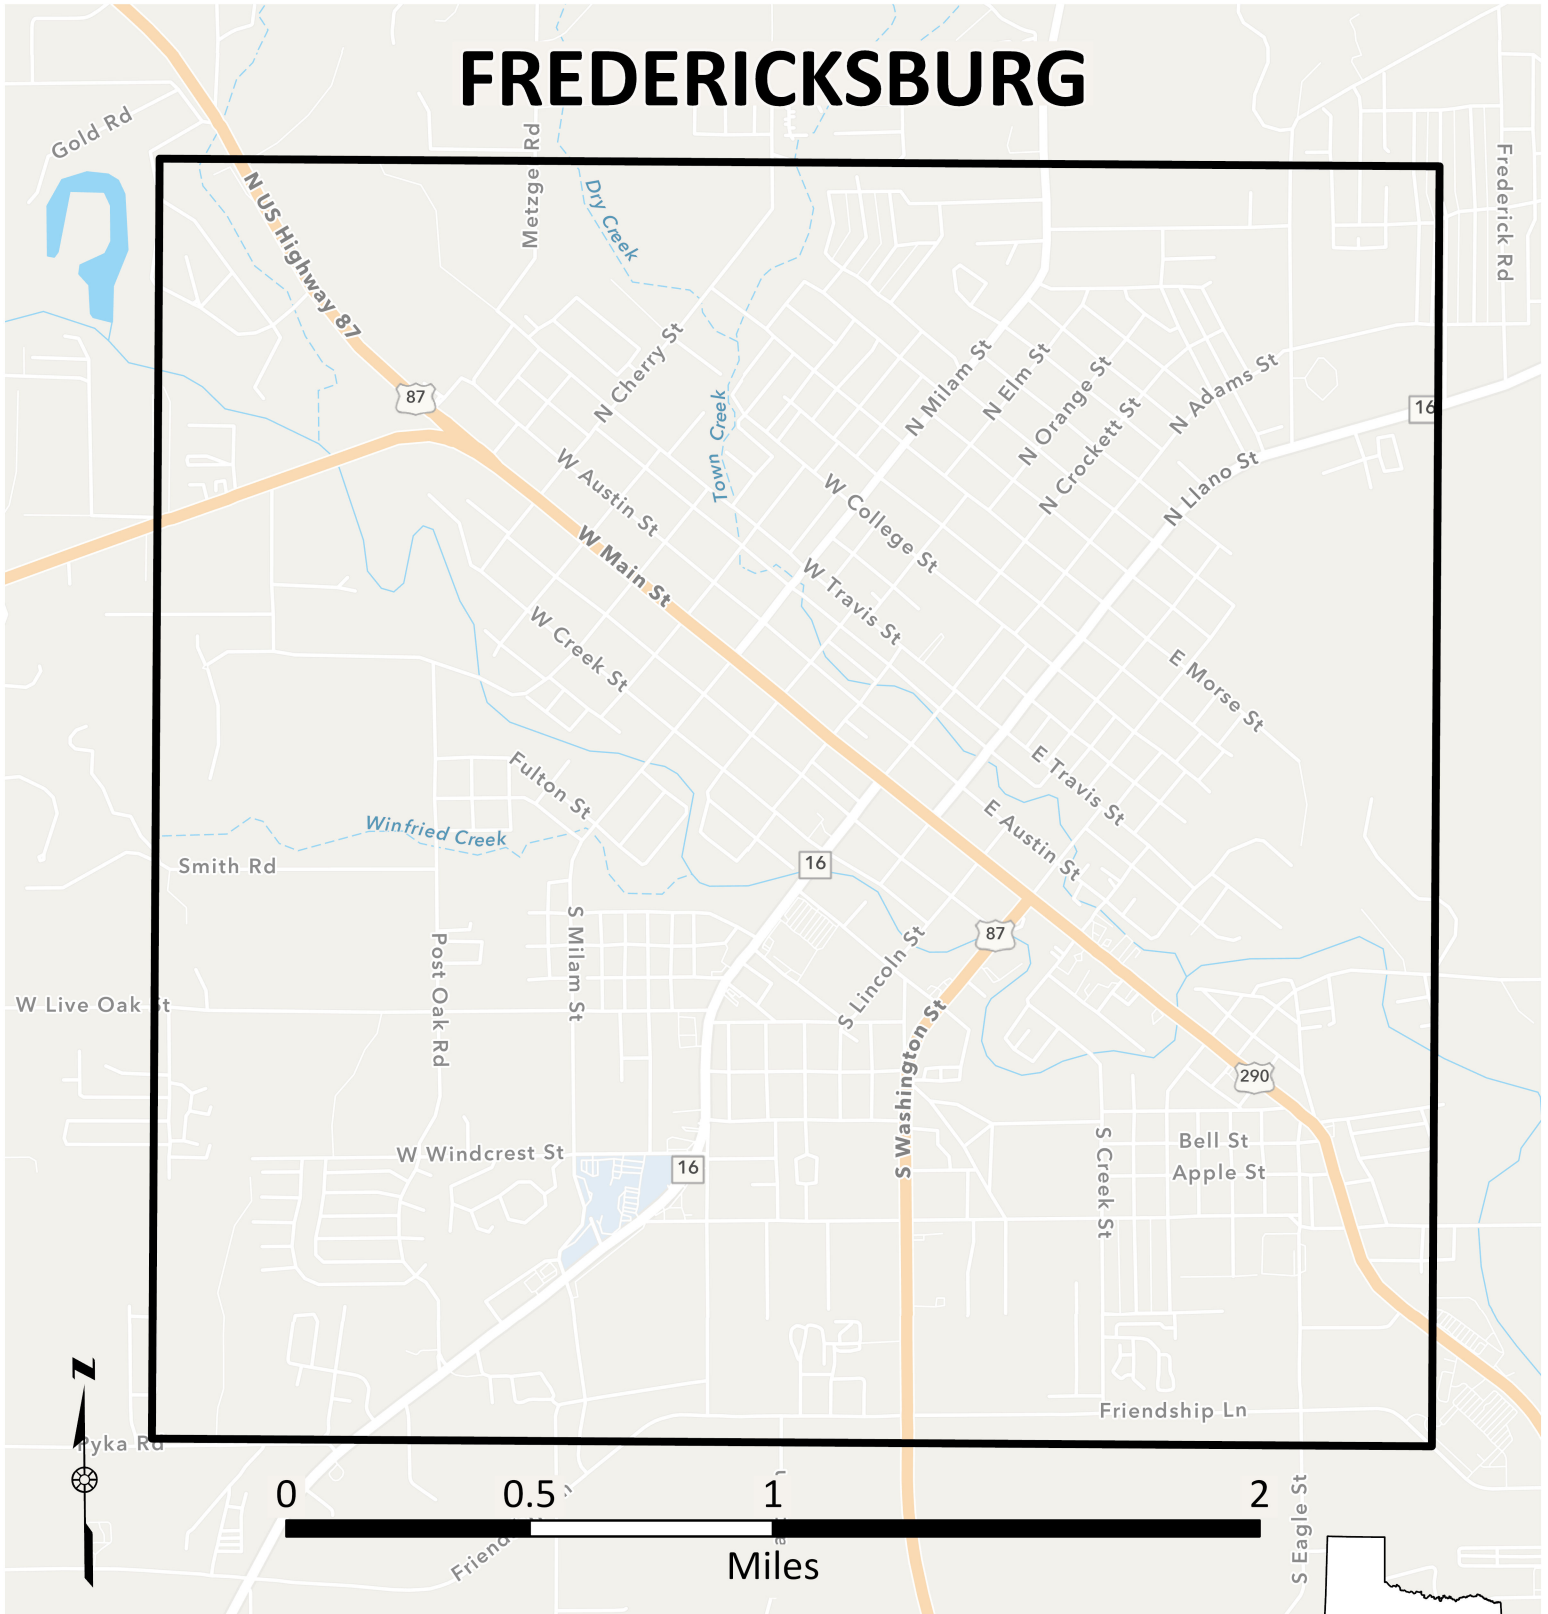 FREDERICKSBURG
Gold Rd
Metzge Rd
Dry Creek
Frederick Rd
N US Highway 87
N Cherry St
87
N Milam St
N Elm St
N Orange St
N Crockett St
N Adams St
16
Town Creek
W Austin St
W College St
N Llano St
W Main St
W Travis St
W Creek St
E Morse St
Fulton St
E Travis St
Winfried Creek
E Austin St
Smith Rd
16
S Milam St
87
S Lincoln St
Post Oak Rd
W Live Oak St
S Washington St
290
W Windcrest St
16
S Creek St
Bell St
Apple St
Friendship Ln
Pyka Rd
N
0 0.5 1 2
Miles
S Eagle St